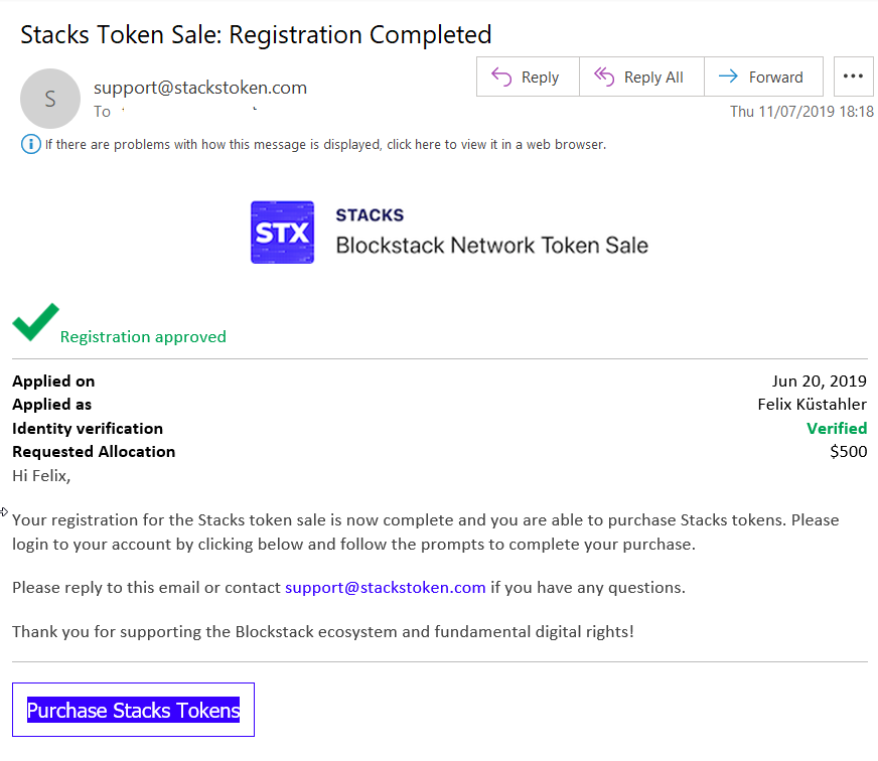 Stacks Token Sale: Registration Completed
S
support@stackstoken.com
To
Reply
Reply All
Forward
Thu 11/07/2019 18:18
If there are problems with how this message is displayed, click here to view it in a web browser.
STX
STACKS
Blockstack Network Token Sale
Registration approved
Applied on Jun 20, 2019
Applied as Felix Küstahler
Identity verification Verified
Requested Allocation $500
Hi Felix,
Your registration for the Stacks token sale is now complete and you are able to purchase Stacks tokens. Please
login to your account by clicking below and follow the prompts to complete your purchase.
Please reply to this email or contact support@stackstoken.com if you have any questions.
Thank you for supporting the Blockstack ecosystem and fundamental digital rights!
Purchase Stacks Tokens